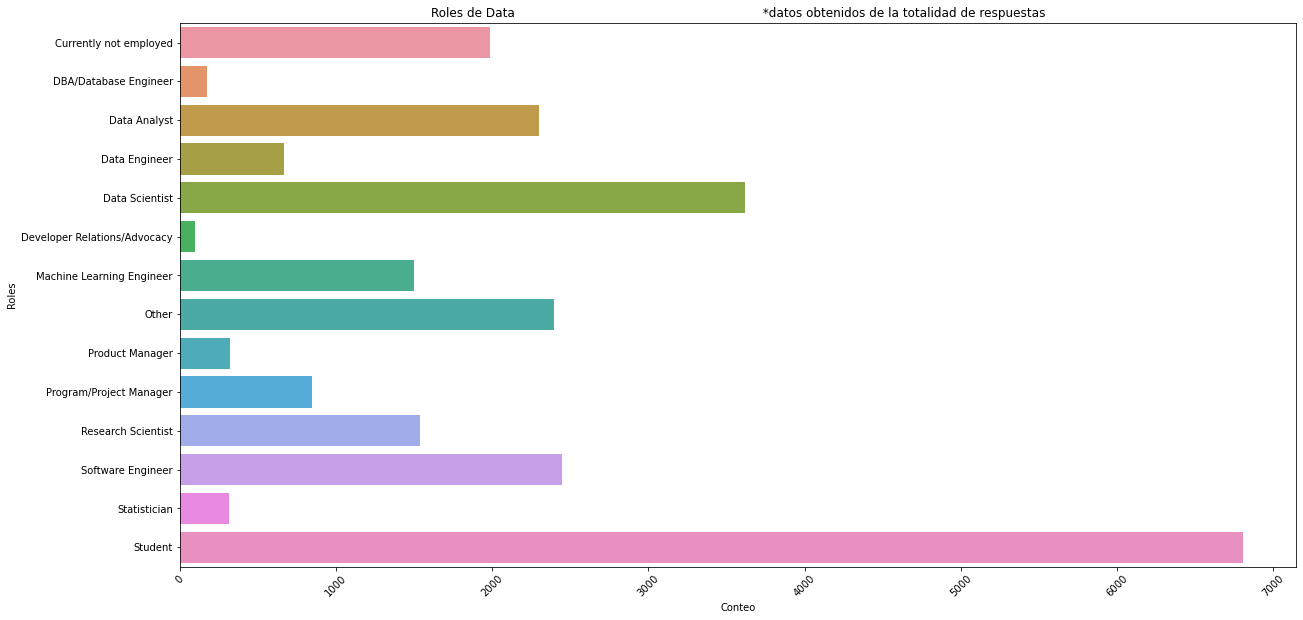 Roles de Data *datos obtenidos de la totalidad de respuestas
Currently not employed
DBA/Database Engineer
Data Analyst
Data Engineer
Data Scientist
Developer Relations/Advocacy
Machine Learning Engineer
Other
Product Manager
Program/Project Manager
Research Scientist
Software Engineer
Statistician
Student
Roles
0 1000 2000 3000 4000 5000 6000 7000
Conteo